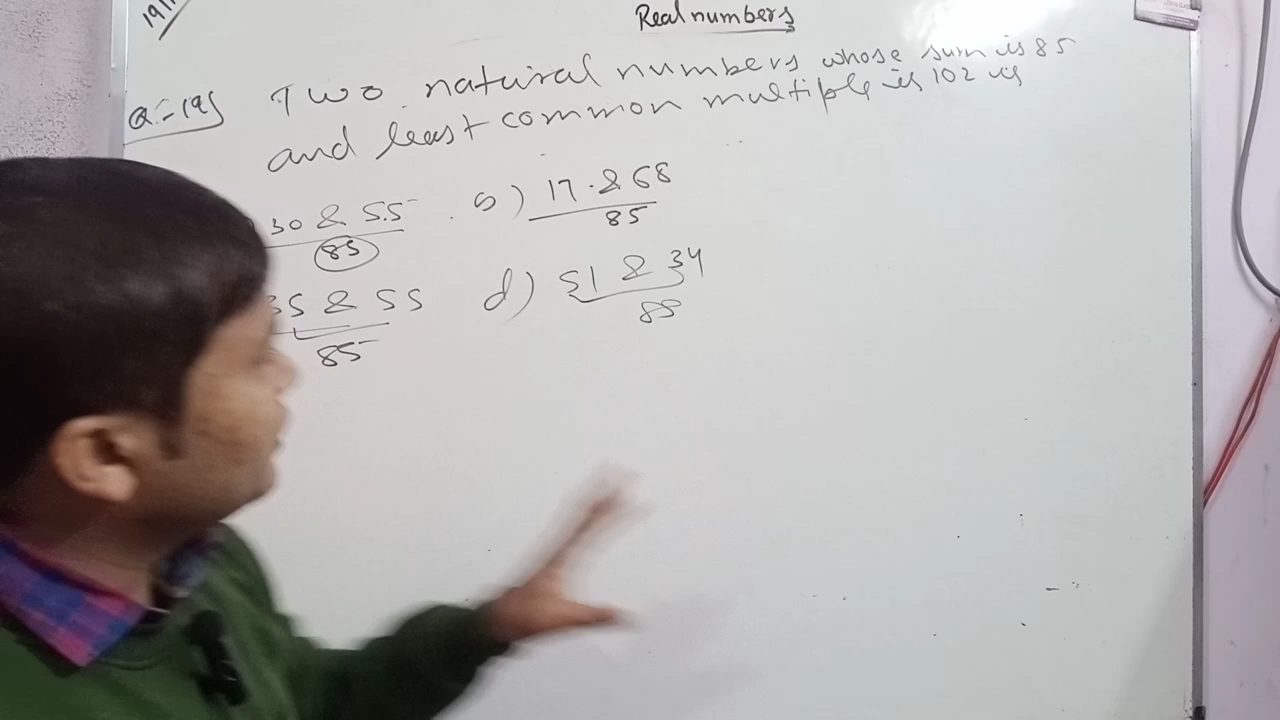 Real numbers
Q:-19) Two natural numbers whose sum is 85
and least common multiple is 102 is
30 & 55 c) 17 & 68
85 85
35 & 55 d) 51 & 34
85 85